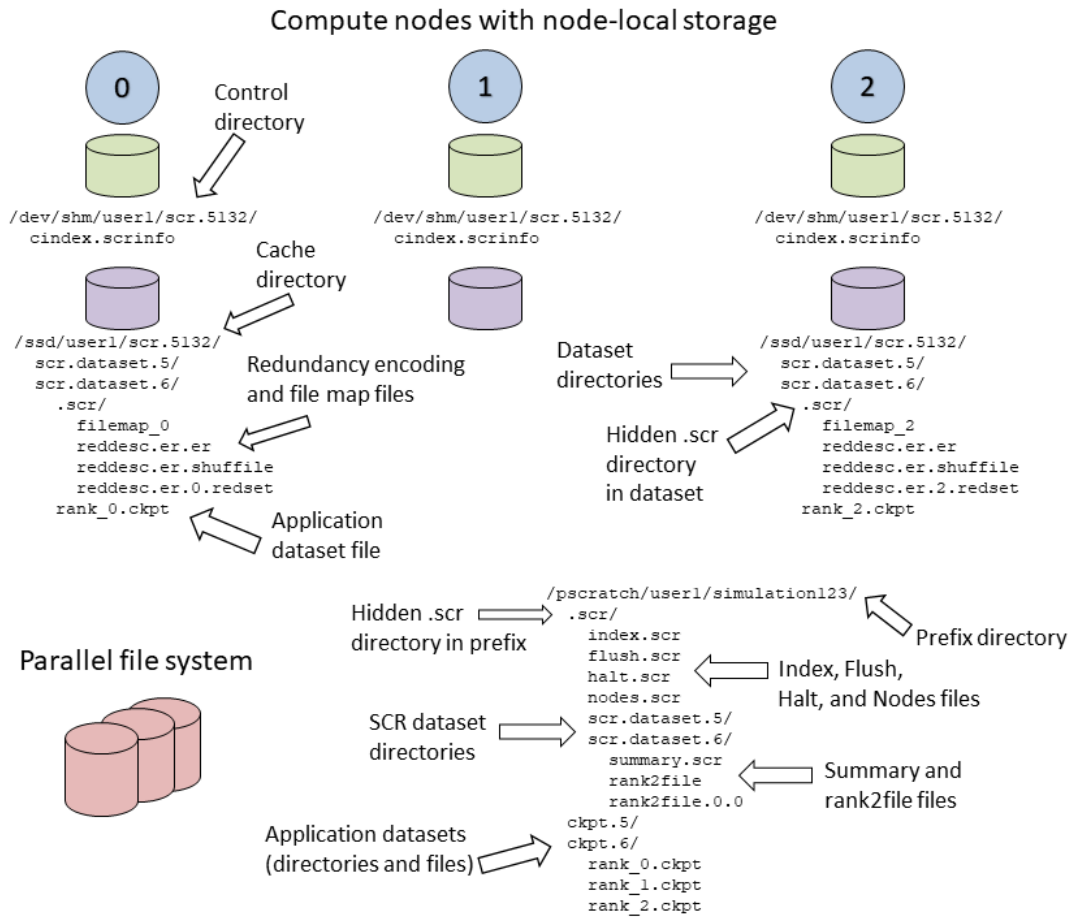 Compute nodes with node-local storage
0
1
2
Control
directory
/dev/shm/user1/scr.5132/
cindex.scrinfo
/dev/shm/user1/scr.5132/
cindex.scrinfo
/dev/shm/user1/scr.5132/
cindex.scrinfo
Cache
directory
/ssd/user1/scr.5132/
scr.dataset.5/
scr.dataset.6/
.scr/
filemap_0
reddesc.er.er
reddesc.er.shuffile
reddesc.er.0.redset
rank_0.ckpt
Redundancy encoding
and file map files
Application
dataset file
Dataset
directories
Hidden .scr
directory
in dataset
/ssd/user1/scr.5132/
scr.dataset.5/
scr.dataset.6/
.scr/
filemap_2
reddesc.er.er
reddesc.er.shuffile
reddesc.er.2.redset
rank_2.ckpt
Parallel file system
Hidden .scr
directory in prefix
SCR dataset
directories
Application datasets
(directories and files)
/pscratch/user1/simulation123/
.scr/
index.scr
flush.scr
halt.scr
nodes.scr
scr.dataset.5/
scr.dataset.6/
summary.scr
rank2file
rank2file.0.0
ckpt.5/
ckpt.6/
rank_0.ckpt
rank_1.ckpt
rank_2.ckpt
Prefix directory
Index, Flush,
Halt, and Nodes files
Summary and
rank2file files